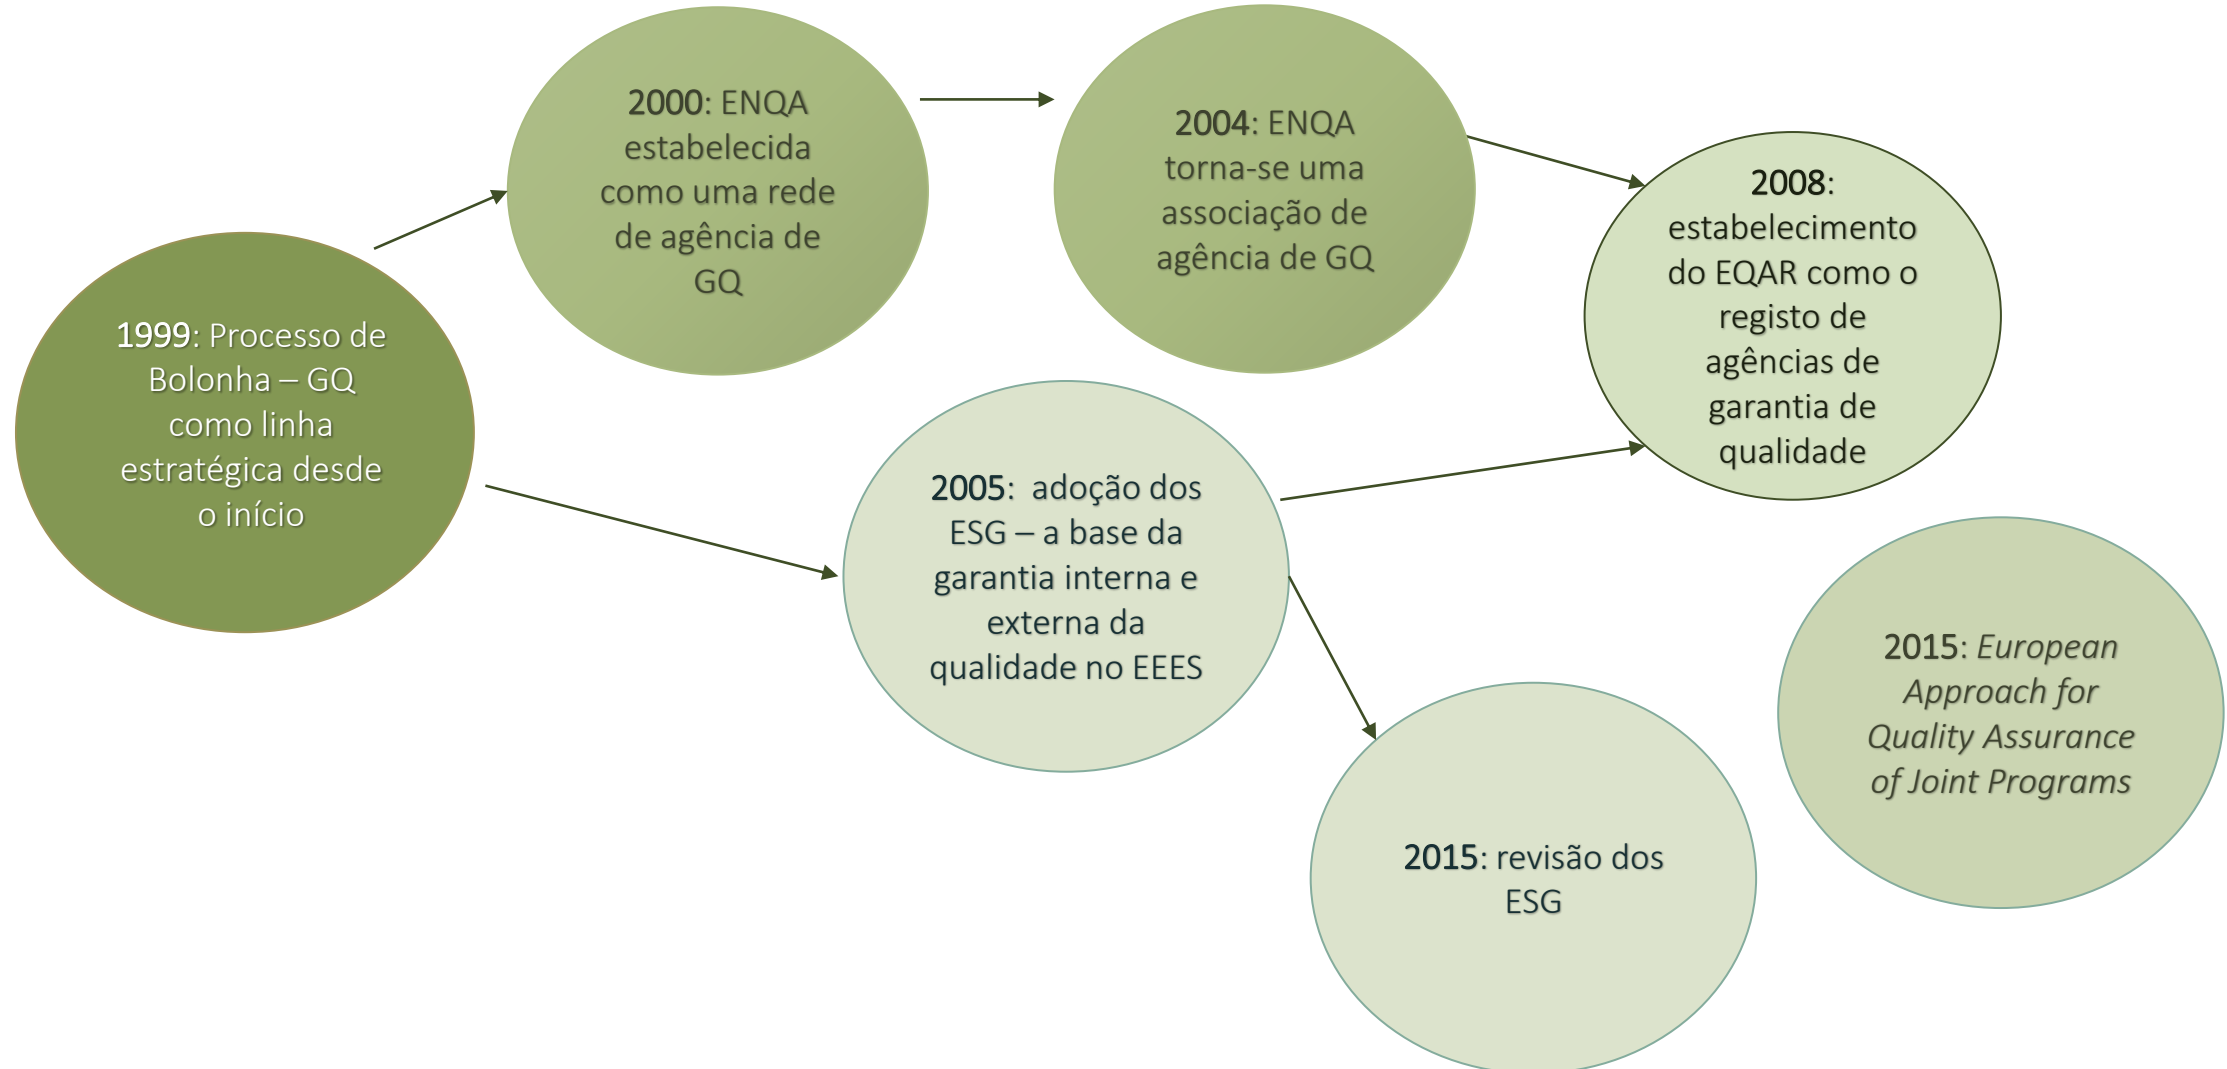 1999: Processo de
Bolonha – GQ
como linha
estratégica desde
o início
2000: ENQA
estabelecida
como uma rede
de agência de
GQ
2004: ENQA
torna-se uma
associação de
agência de GQ
2008:
estabelecimento
do EQAR como o
registo de
agências de
garantia de
qualidade
2005:  adoção dos
ESG – a base da
garantia interna e
externa da
qualidade no EEES
2015: revisão dos
ESG
2015: European
Approach for
Quality Assurance
of Joint Programs